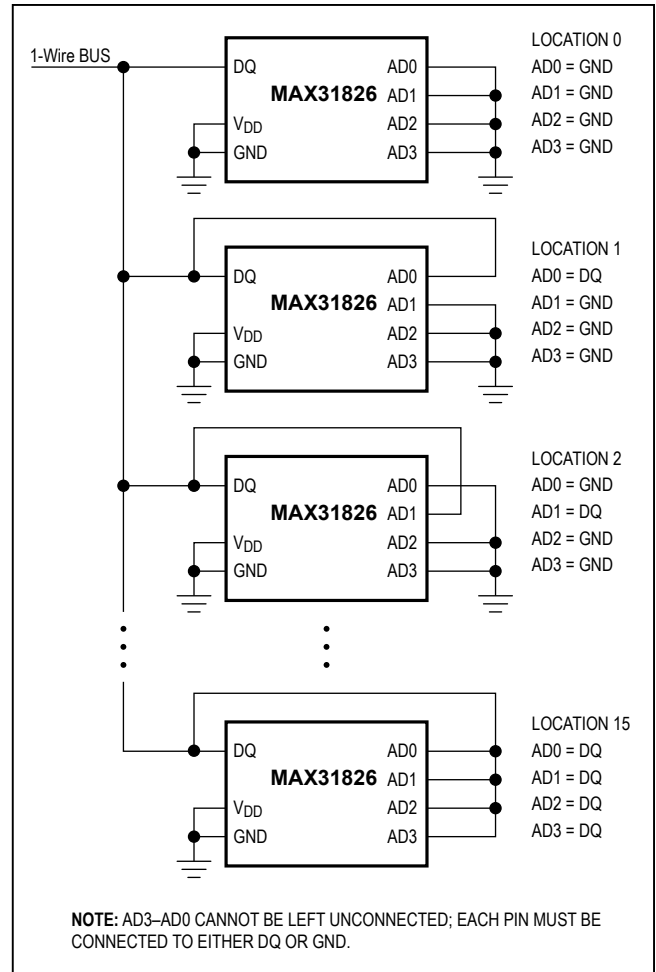 1-Wire BUS
DQ
VDD
GND
MAX31826
AD0
AD1
AD2
AD3
LOCATION 0
AD0 = GND
AD1 = GND
AD2 = GND
AD3 = GND
DQ
VDD
GND
MAX31826
AD0
AD1
AD2
AD3
LOCATION 1
AD0 = DQ
AD1 = GND
AD2 = GND
AD3 = GND
DQ
VDD
GND
MAX31826
AD0
AD1
AD2
AD3
LOCATION 2
AD0 = GND
AD1 = DQ
AD2 = GND
AD3 = GND
DQ
VDD
GND
MAX31826
AD0
AD1
AD2
AD3
LOCATION 15
AD0 = DQ
AD1 = DQ
AD2 = DQ
AD3 = DQ
NOTE: AD3–AD0 CANNOT BE LEFT UNCONNECTED; EACH PIN MUST BE
CONNECTED TO EITHER DQ OR GND.